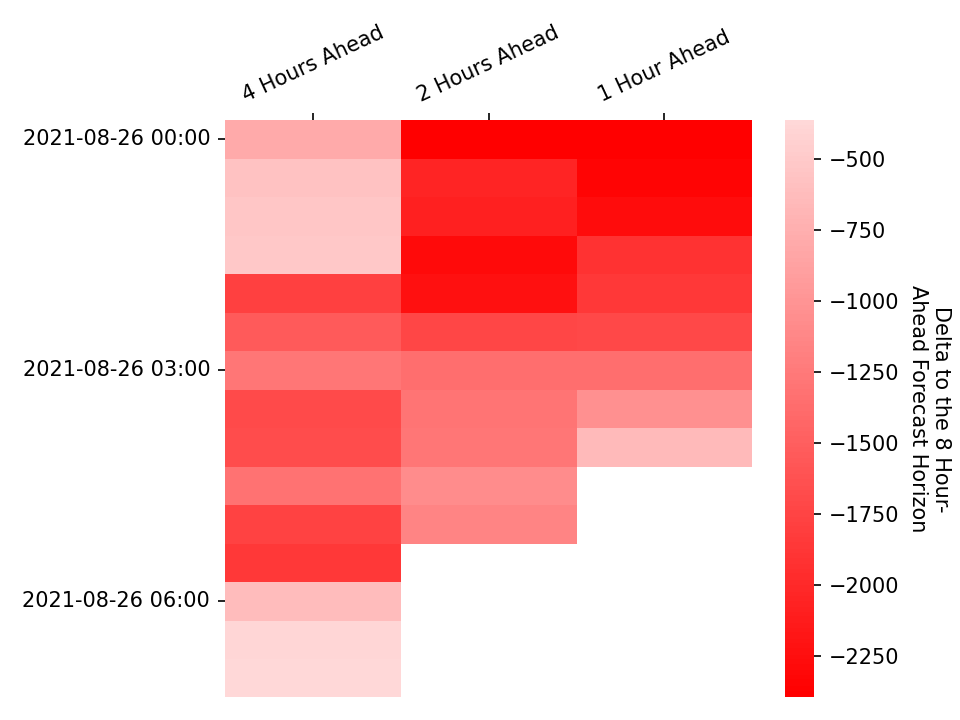 4 Hours Ahead
2 Hours Ahead
1 Hour Ahead
2021-08-26 00:00
2021-08-26 03:00
2021-08-26 06:00
−500
−750
−1000
−1250
−1500
−1750
−2000
−2250
Delta to the 8 Hour-
Ahead Forecast Horizon